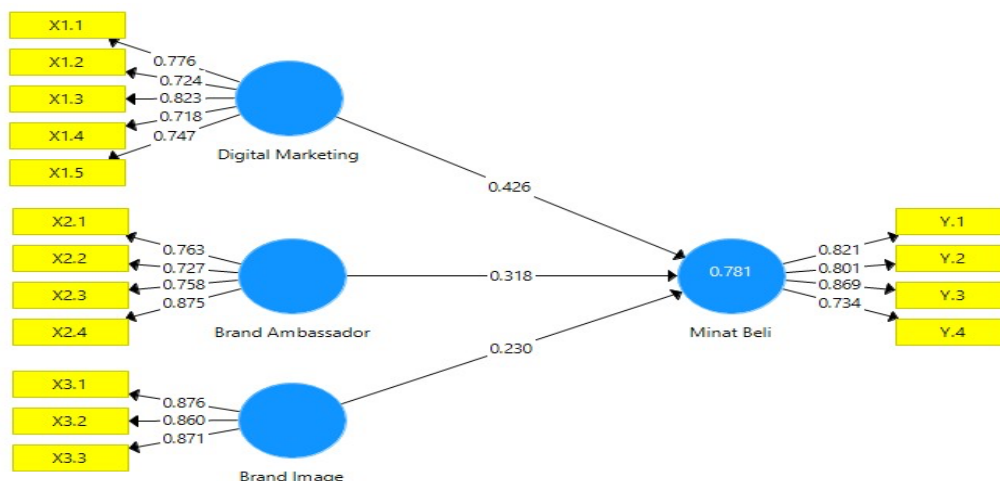 X1.1
X1.2
X1.3
X1.4
X1.5
0.776
0.724
0.823
0.718
0.747
Digital Marketing
0.426
X2.1
X2.2
X2.3
X2.4
0.763
0.727
0.758
0.875
Brand Ambassador
0.318
X3.1
X3.2
X3.3
0.876
0.860
0.871
Brand Image
0.230
0.781
Minat Beli
0.821
0.801
0.869
0.734
Y.1
Y.2
Y.3
Y.4